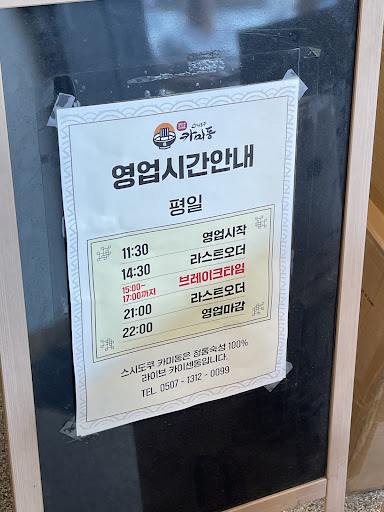 카미동
영업시간안내
평일
11:30 영업시작
14:30 라스트오더
15:00~
17:00까지 브레이크타임
21:00 라스트오더
22:00 영업마감
스시도쿠 카미동은 정통숙성 100%
라이브 카이센동입니다.
TEL. 0507 - 1312 - 0099